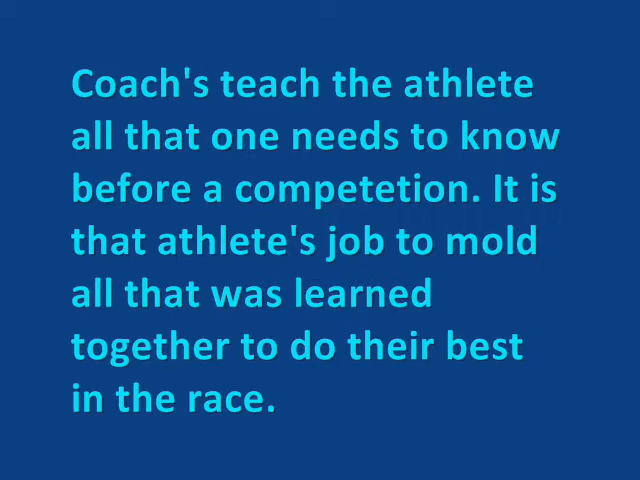 Coach's teach the athlete
all that one needs to know
before a competetion. It is
that athlete's job to mold
all that was learned
together to do their best
in the race.